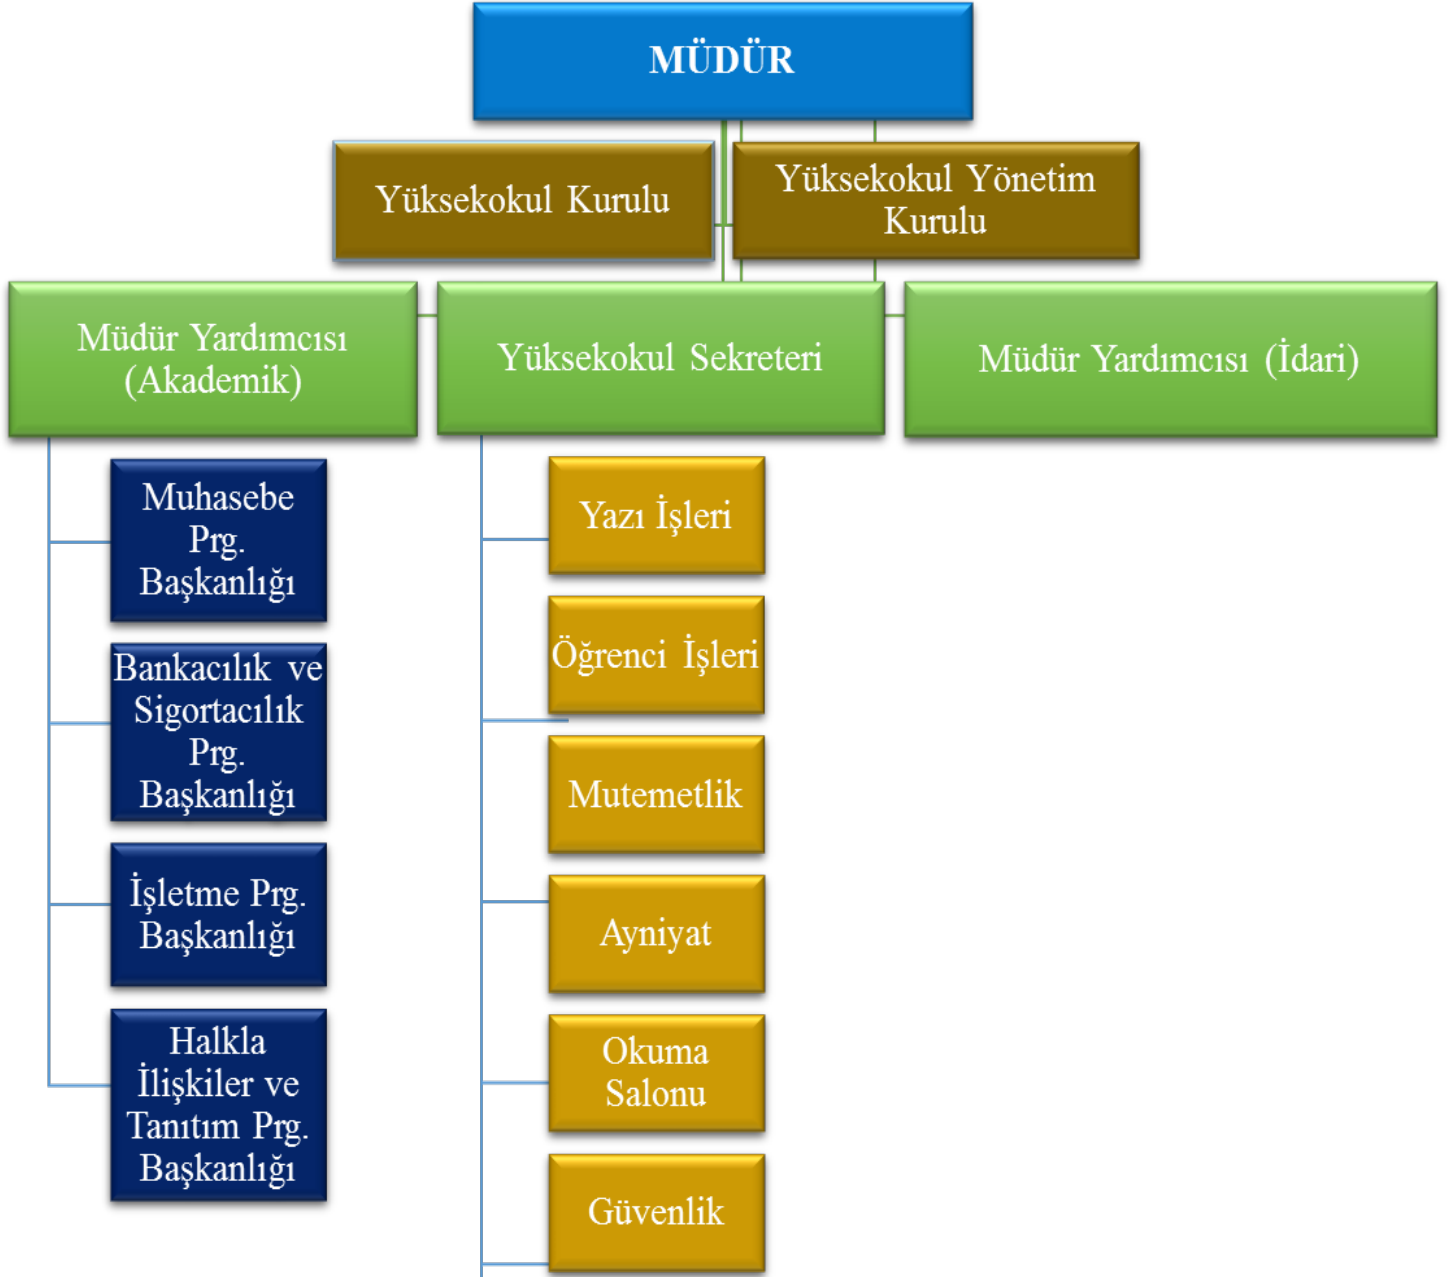 MÜDÜR
Yüksekokul Kurulu
Yüksekokul Yönetim
Kurulu
Müdür Yardımcısı
(Akademik)
Yüksekokul Sekreteri
Müdür Yardımcısı (İdari)
Muhasebe
Prg.
Başkanlığı
Bankacılık ve
Sigortacılık
Prg.
Başkanlığı
İşletme Prg.
Başkanlığı
Halkla
İlişkiler ve
Tanıtım Prg.
Başkanlığı
Yazı İşleri
Öğrenci İşleri
Mutemetlik
Ayniyat
Okuma
Salonu
Güvenlik